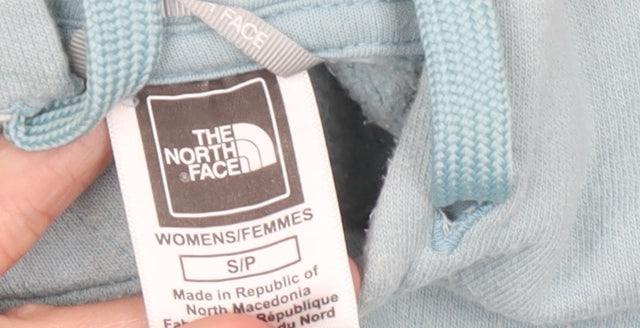 FACE
THE
NORTH
®FACE
WOMENS/FEMMES
S/P
Made in Republic of
North Macedonia
République
du Nord